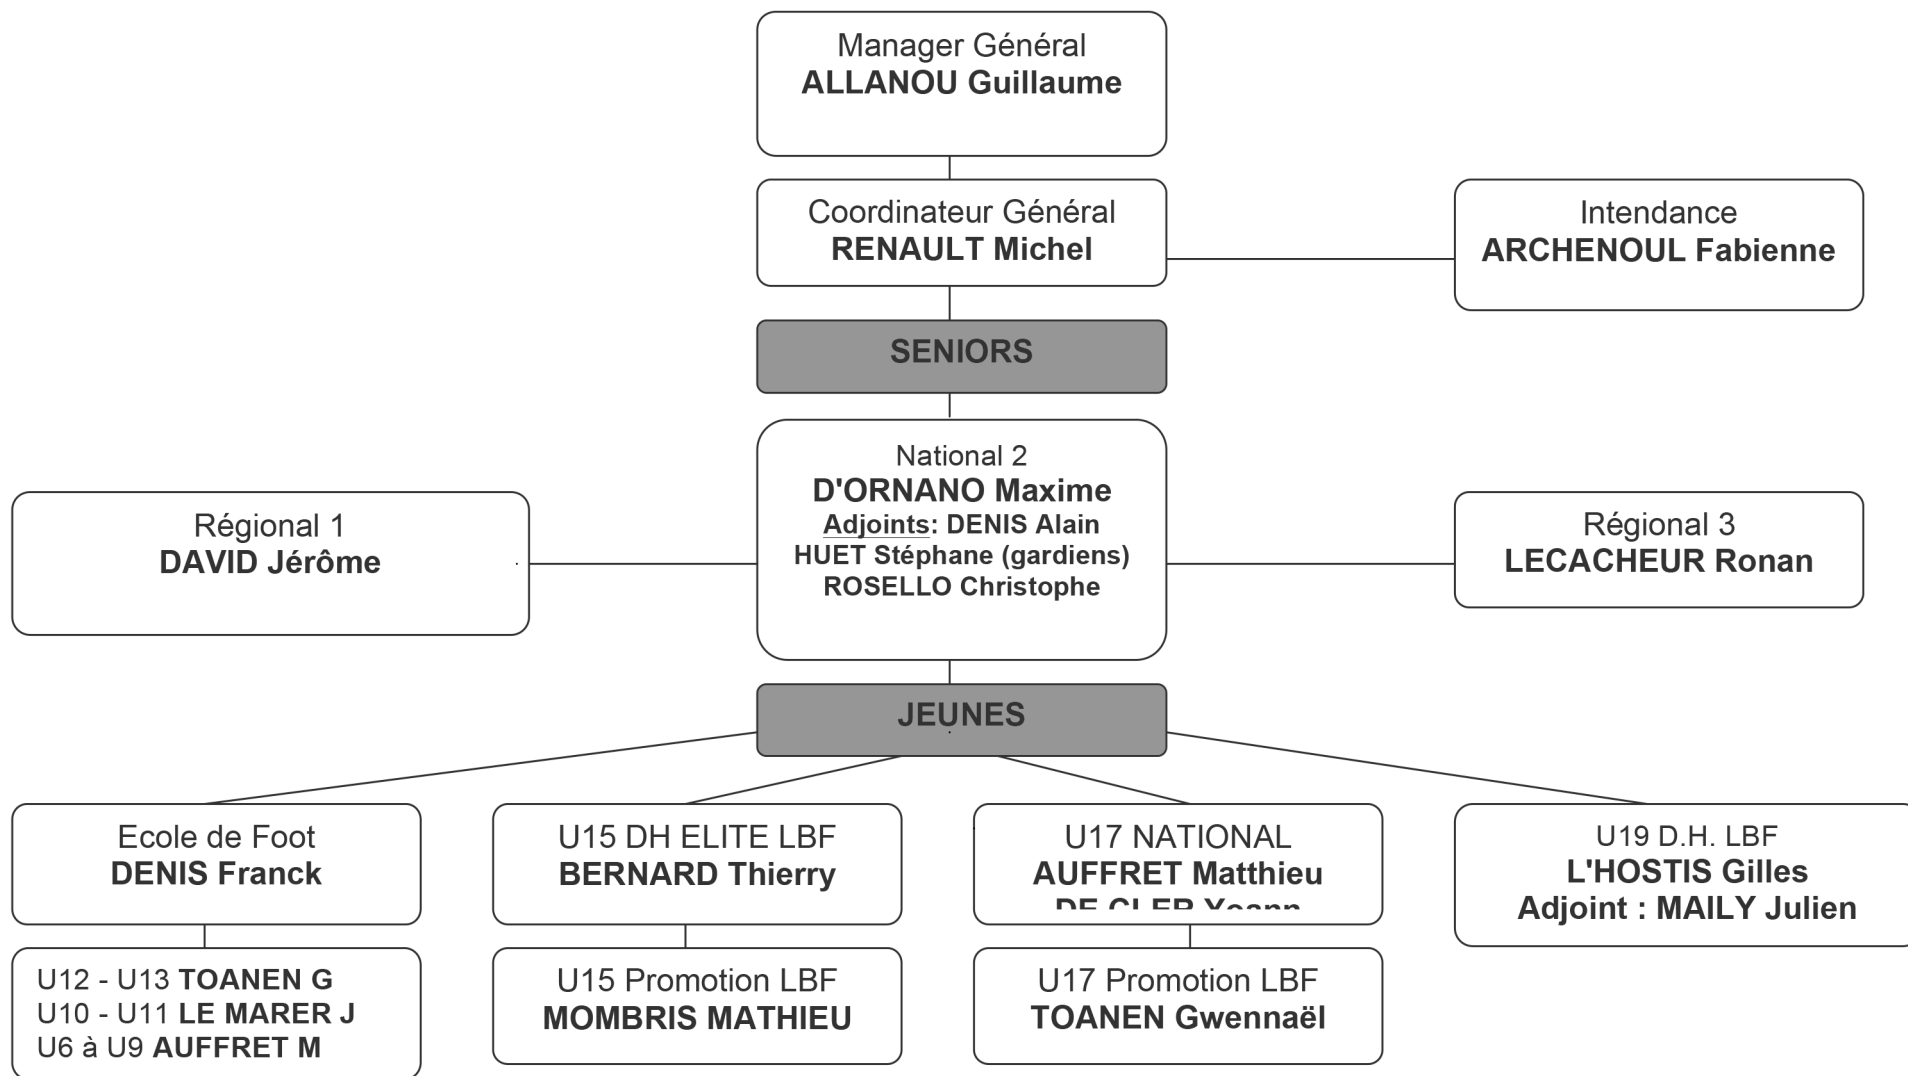 Manager Général
ALLANOU Guillaume
Coordinateur Général
RENAULT Michel
Intendance
ARCHENOUL Fabienne
SENIORS
National 2
D'ORNANO Maxime
Adjoints: DENIS Alain
HUET Stéphane (gardiens)
ROSELLO Christophe
Régional 1
DAVID Jérôme
Régional 3
LECACHEUR Ronan
JEUNES
Ecole de Foot
DENIS Franck
U15 DH ELITE LBF
BERNARD Thierry
U17 NATIONAL
AUFFRET Matthieu
DE CLER Yoann
U19 D.H. LBF
L'HOSTIS Gilles
Adjoint : MAILY Julien
U12 - U13 TOANEN G
U10 - U11 LE MARER J
U6 à U9 AUFFRET M
U15 Promotion LBF
MOMBRIS MATHIEU
U17 Promotion LBF
TOANEN Gwennaël